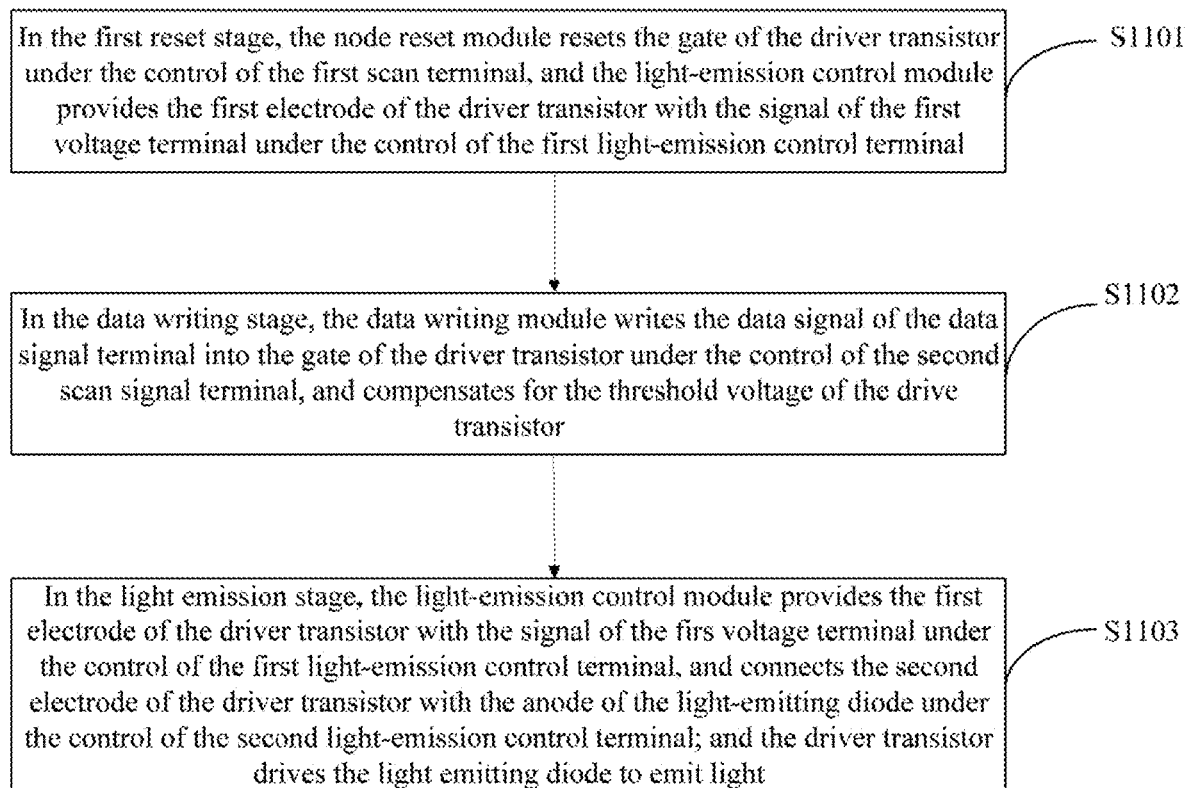 In the first reset stage, the node reset module resets the gate of the driver transistor
under the control of the first scan terminal, and the light-emission control module
provides the first electrode of the driver transistor with the signal of the first
voltage terminal under the control of the first light-emission control terminal
S1101
In the data writing stage, the data writing module writes the data signal of the data
signal terminal into the gate of the driver transistor under the control of the second
scan signal terminal, and compensates for the threshold voltage of the drive
transistor
S1102
In the light emission stage, the light-emission control module provides the first
electrode of the driver transistor with the signal of the firs voltage terminal under
the control of the first light-emission control terminal, and connects the second
electrode of the driver transistor with the anode of the light-emitting diode under
the control of the second light-emission control terminal; and the driver transistor
drives the light emitting diode to emit light
S1103